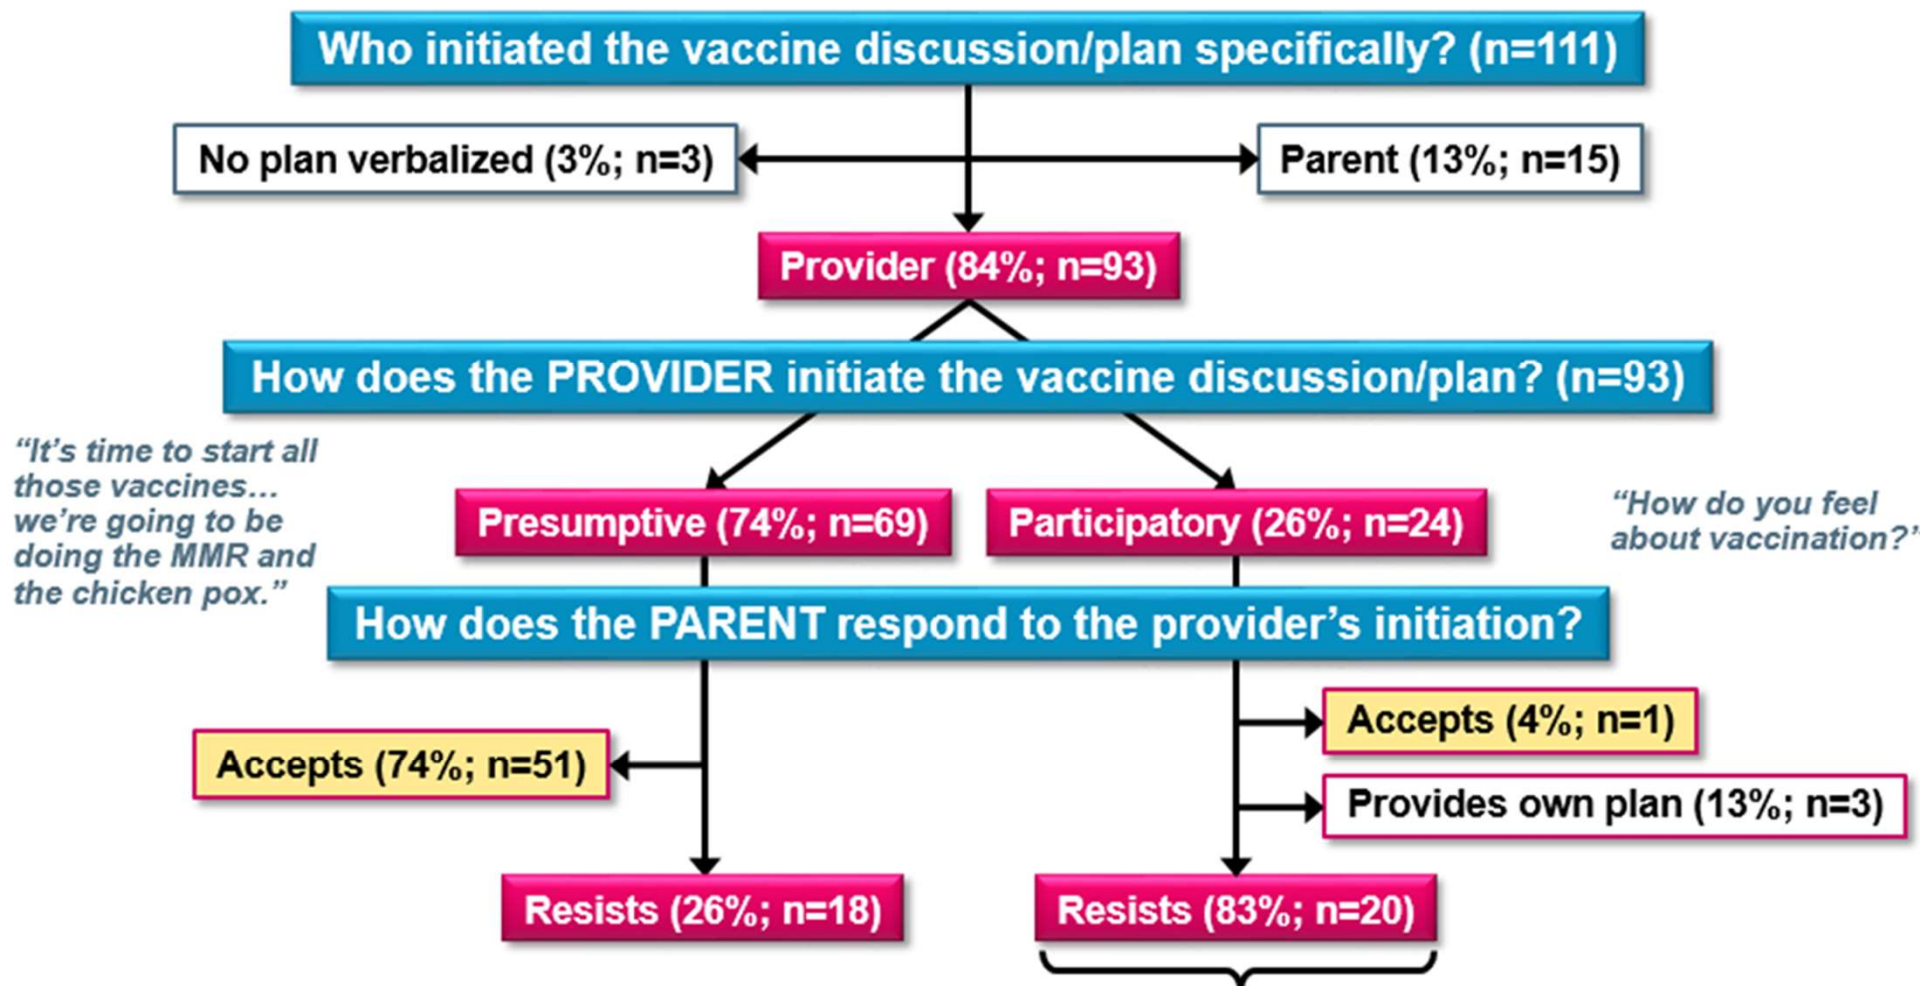 Who initiated the vaccine discussion/plan specifically? (n=111)
No plan verbalized (3%; n=3)
Parent (13%; n=15)
Provider (84%; n=93)
How does the PROVIDER initiate the vaccine discussion/plan? (n=93)
“It’s time to start all
those vaccines…
we’re going to be
doing the MMR and
the chicken pox.”
Presumptive (74%; n=69)
Participatory (26%; n=24)
“How do you feel
about vaccination?”
How does the PARENT respond to the provider’s initiation?
Accepts (74%; n=51)
Accepts (4%; n=1)
Provides own plan (13%; n=3)
Resists (26%; n=18)
Resists (83%; n=20)